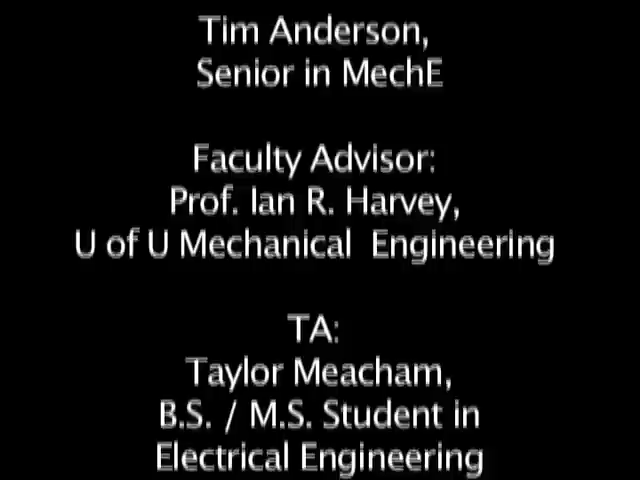 Tim Anderson,
Senior in MechE
Faculty Advisor:
Prof. Ian R. Harvey,
U of U Mechanical Engineering
TA:
Taylor Meacham,
B.S. / M.S. Student in
Electrical Engineering